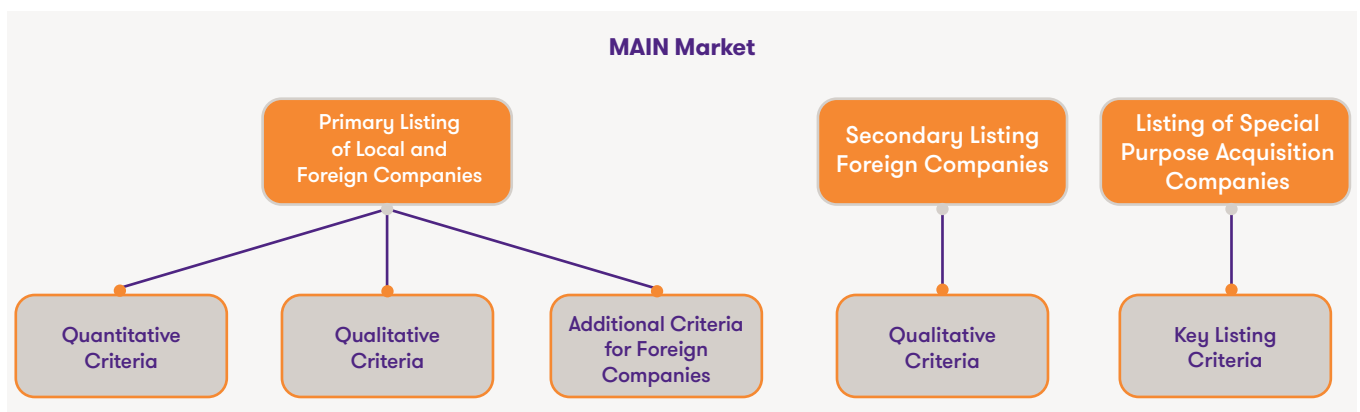 MAIN Market
Primary Listing
of Local and
Foreign Companies
Secondary Listing
Foreign Companies
Listing of Special
Purpose Acquisition
Companies
Quantitative
Criteria
Qualitative
Criteria
Additional Criteria
for Foreign
Companies
Qualitative
Criteria
Key Listing
Criteria